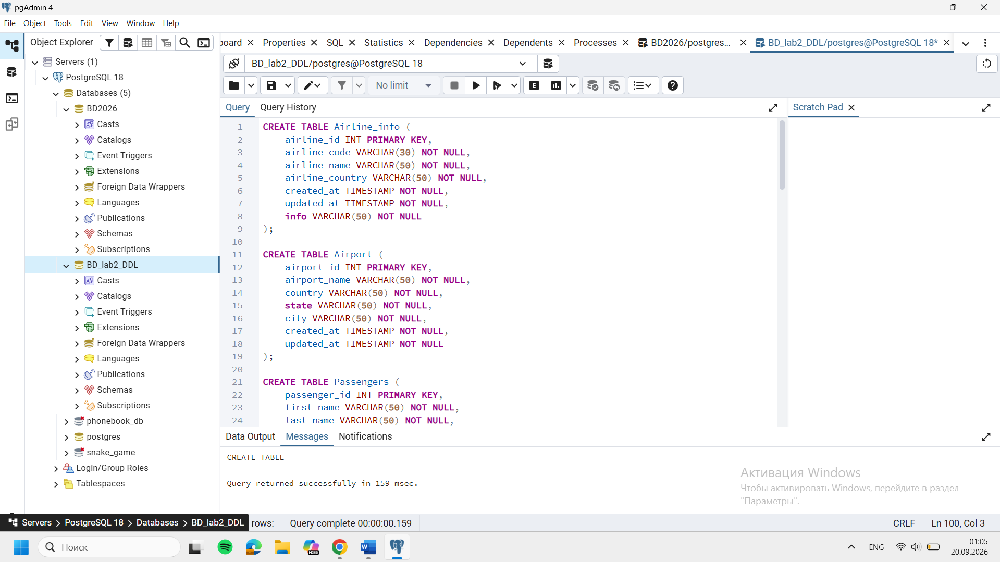 pgAdmin 4
File Object Tools Edit View Window Help
Object Explorer
board Properties SQL Statistics Dependencies Dependents Processes BD2026/postgres... BD_lab2_DDL/postgres@PostgreSQL 18*
Servers (1)
PostgreSQL 18
Databases (5)
BD2026
Casts
Catalogs
Event Triggers
Extensions
Foreign Data Wrappers
Languages
Publications
Schemas
Subscriptions
BD_lab2_DDL
Casts
Catalogs
Event Triggers
Extensions
Foreign Data Wrappers
Languages
Publications
Schemas
Subscriptions
phonebook_db
postgres
snake_game
Login/Group Roles
Tablespaces
BD_lab2_DDL/postgres@PostgreSQL 18
No limit
E
Query Query History
Scratch Pad
1 CREATE TABLE Airline_info (
2 airline_id INT PRIMARY KEY,
3 airline_code VARCHAR(30) NOT NULL,
4 airline_name VARCHAR(50) NOT NULL,
5 airline_country VARCHAR(50) NOT NULL,
6 created_at TIMESTAMP NOT NULL,
7 updated_at TIMESTAMP NOT NULL,
8 info VARCHAR(50) NOT NULL
9 );
10
11 CREATE TABLE Airport (
12 airport_id INT PRIMARY KEY,
13 airport_name VARCHAR(50) NOT NULL,
14 country VARCHAR(50) NOT NULL,
15 state VARCHAR(50) NOT NULL,
16 city VARCHAR(50) NOT NULL,
17 created_at TIMESTAMP NOT NULL,
18 updated_at TIMESTAMP NOT NULL
19 );
20
21 CREATE TABLE Passengers (
22 passenger_id INT PRIMARY KEY,
23 first_name VARCHAR(50) NOT NULL,
24 last_name VARCHAR(50) NOT NULL,
Data Output Messages Notifications
CREATE TABLE
Query returned successfully in 159 msec.
Активация Windows
Чтобы активировать Windows, перейдите в раздел
"Параметры".
Servers > PostgreSQL 18 > Databases > BD_lab2_DDL rows: Query complete 00:00:00.159 CRLF Ln 100, Col 3
Поиск
M365
W
ENG
01:05
20.09.2026